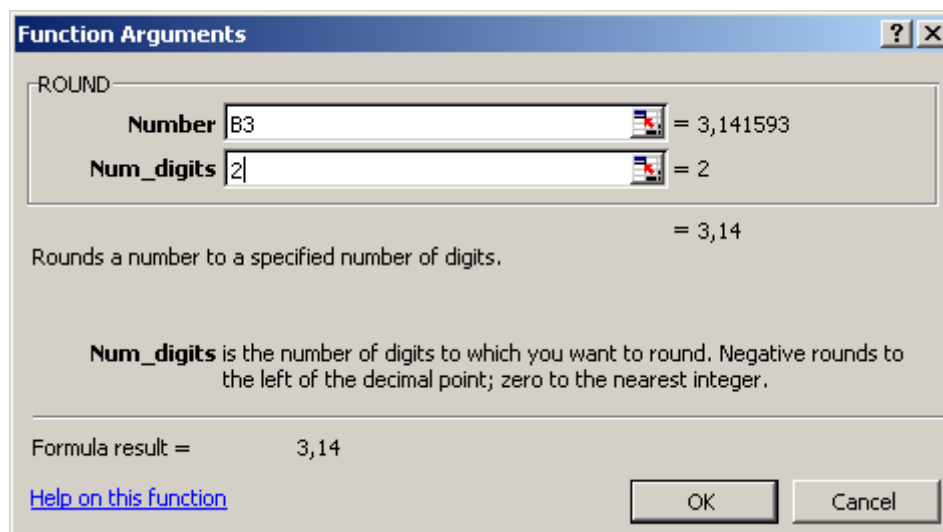 Function Arguments
ROUND
Number B3 = 3,141593
Num_digits 2 = 2
= 3,14
Rounds a number to a specified number of digits.
Num_digits is the number of digits to which you want to round. Negative rounds to
the left of the decimal point; zero to the nearest integer.
Formula result = 3,14
Help on this function
OK Cancel